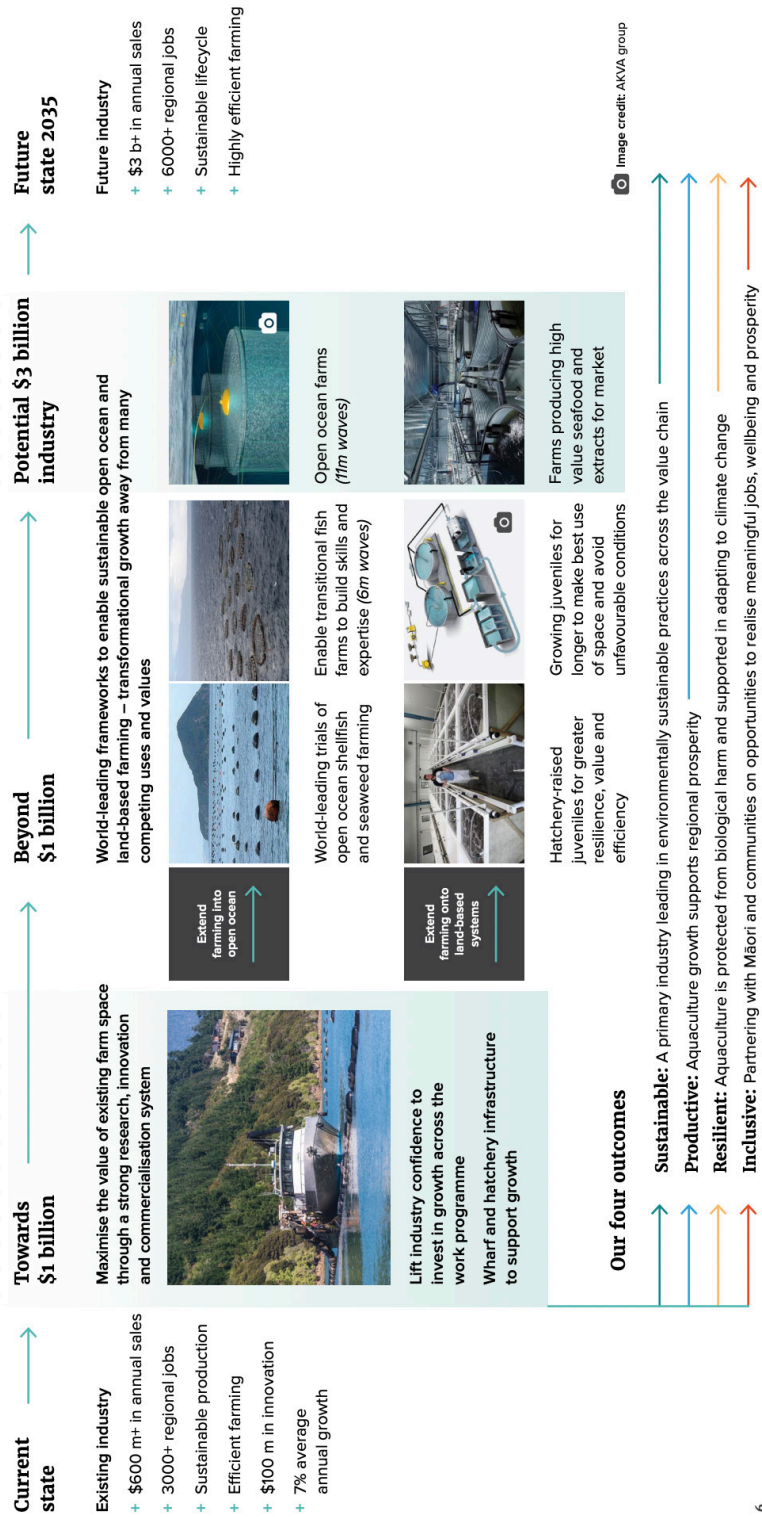 Current
state
Existing industry
+ $600 m+ in annual sales
+ 3000+ regional jobs
+ Sustainable production
+ Efficient farming
+ $100 m in innovation
+ 7% average
annual growth
Towards
$1 billion
Maximise the value of existing farm space
through a strong research, innovation
and commercialisation system
Lift industry confidence to
invest in growth across the
work programme
Wharf and hatchery infrastructure
to support growth
Beyond
$1 billion
Potential $3 billion
industry
World-leading frameworks to enable sustainable open ocean and
land-based farming – transformational growth away from many
competing uses and values
Extend
farming into
open ocean
World-leading trials of
open ocean shellfish
and seaweed farming
Enable transitional fish
farms to build skills and
expertise (6m waves)
Open ocean farms
(11m waves)
Extend
farming onto
land-based
systems
Hatchery-raised
juveniles for greater
resilience, value and
efficiency
Growing juveniles for
longer to make best use
of space and avoid
unfavourable conditions
Farms producing high
value seafood and
extracts for market
Future
state 2035
Future industry
+ $3 b+ in annual sales
+ 6000+ regional jobs
+ Sustainable lifecycle
+ Highly efficient farming
Image credit: AKVA group
Our four outcomes
Sustainable: A primary industry leading in environmentally sustainable practices across the value chain
Productive: Aquaculture growth supports regional prosperity
Resilient: Aquaculture is protected from biological harm and supported in adapting to climate change
Inclusive: Partnering with Māori and communities on opportunities to realise meaningful jobs, wellbeing and prosperity
6